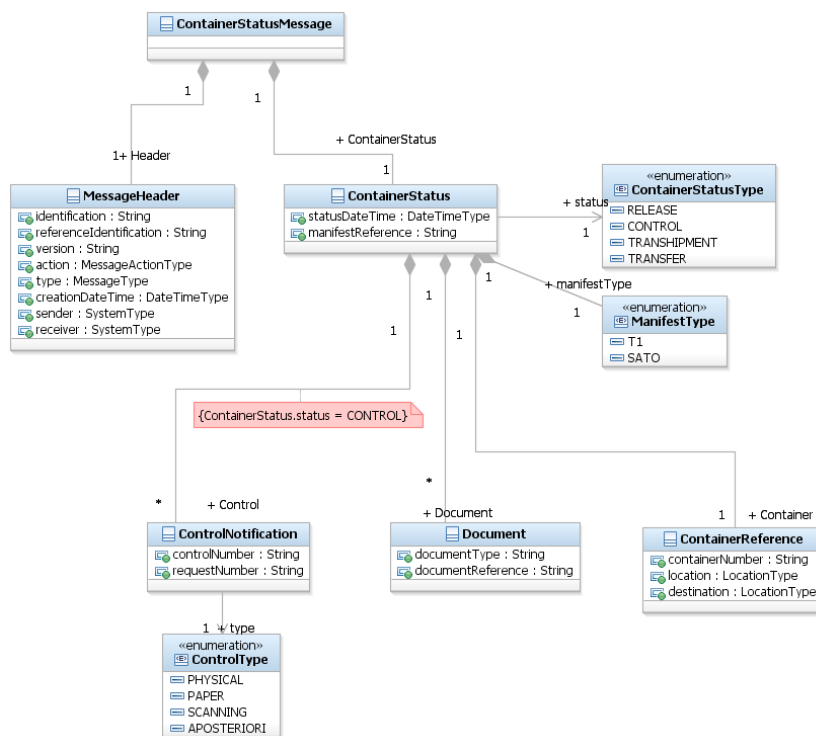 ContainerStatusMessage
1
1
1+ Header
+ ContainerStatus
1
MessageHeader
identification : String
referenceIdentification : String
version : String
action : MessageActionType
type : MessageType
creationDateTime : DateTimeType
sender : SystemType
receiver : SystemType
ContainerStatus
statusDateTime : DateTimeType
manifestReference : String
+ status
1
«enumeration»
ContainerStatusType
RELEASE
CONTROL
TRANSHIPMENT
TRANSFER
1
1
1
1
+ manifestType
1
«enumeration»
ManifestType
T1
SATO
{ContainerStatus.status = CONTROL}
*
+ Control
*
+ Document
1
+ Container
ControlNotification
controlNumber : String
requestNumber : String
Document
documentType : String
documentReference : String
ContainerReference
containerNumber : String
location : LocationType
destination : LocationType
1 + type
«enumeration»
ControlType
PHYSICAL
PAPER
SCANNING
APOSTERIORI